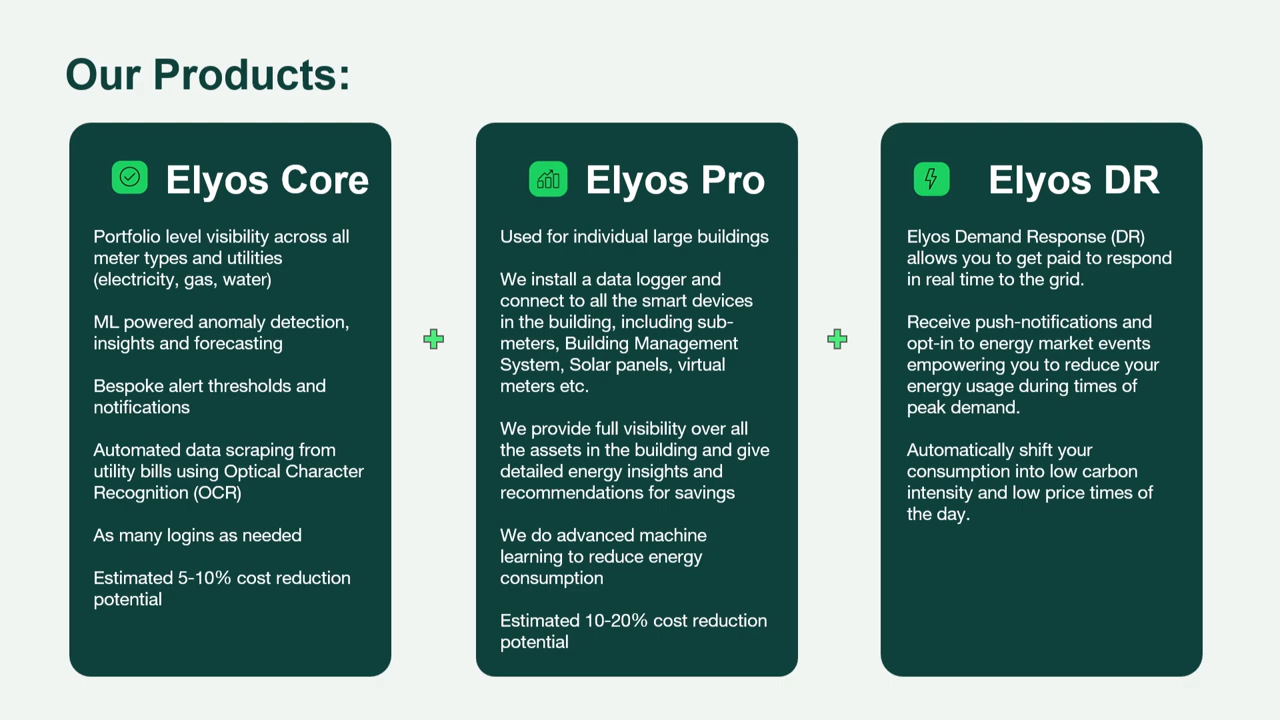 Our Products:
Elyos Core
Portfolio level visibility across all
meter types and utilities
(electricity, gas, water)
ML powered anomaly detection,
insights and forecasting
Bespoke alert thresholds and
notifications
Automated data scraping from
utility bills using Optical Character
Recognition (OCR)
As many logins as needed
Estimated 5-10% cost reduction
potential
Elyos Pro
Used for individual large buildings
We install a data logger and
connect to all the smart devices
in the building, including sub-
meters, Building Management
System, Solar panels, virtual
meters etc.
We provide full visibility over all
the assets in the building and give
detailed energy insights and
recommendations for savings
We do advanced machine
learning to reduce energy
consumption
Estimated 10-20% cost reduction
potential
Elyos DR
Elyos Demand Response (DR)
allows you to get paid to respond
in real time to the grid.
Receive push-notifications and
opt-in to energy market events
empowering you to reduce your
energy usage during times of
peak demand.
Automatically shift your
consumption into low carbon
intensity and low price times of
the day.